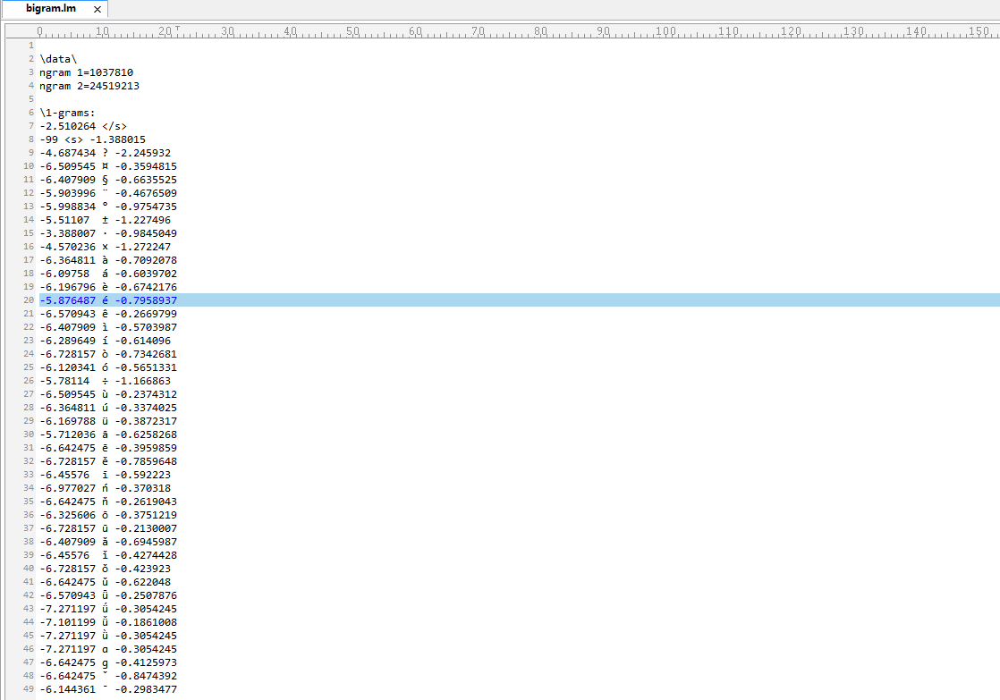 bigram.lm ×
0 10 20 30 40 50 60 70 80 90 100 110 120 130 140 150
1
2 \data\
3 ngram 1=1037810
4 ngram 2=24519213
5
6 \1-grams:
7 -2.510264 </s>
8 -99 <s> -1.388015
9 -4.687434 ? -2.245932
10 -6.509545 ¤ -0.3594815
11 -6.407909 § -0.6635525
12 -5.903996 ¨ -0.4676509
13 -5.998834 ° -0.9754735
14 -5.51107 ± -1.227496
15 -3.388007 · -0.9845049
16 -4.570236 × -1.272247
17 -6.364811 à -0.7092078
18 -6.09758 á -0.6039702
19 -6.196796 è -0.6742176
20 -5.876487 é -0.7958937
21 -6.570943 ê -0.2669799
22 -6.407909 ì -0.5703987
23 -6.289649 í -0.614096
24 -6.728157 ò -0.7342681
25 -6.120341 ó -0.5651331
26 -5.78114 ÷ -1.166863
27 -6.509545 ù -0.2374312
28 -6.364811 ú -0.3374025
29 -6.169788 ü -0.3872317
30 -5.712036 ā -0.6258268
31 -6.642475 ē -0.3959859
32 -6.728157 ě -0.7859648
33 -6.45576 ī -0.592223
34 -6.977027 ń -0.370318
35 -6.642475 ň -0.2619043
36 -6.325606 ō -0.3751219
37 -6.728157 ū -0.2130007
38 -6.407909 ǎ -0.6945987
39 -6.45576 ǐ -0.4274428
40 -6.728157 ǒ -0.423923
41 -6.642475 ǔ -0.622048
42 -6.570943 ǖ -0.2507876
43 -7.271197 ǘ -0.3054245
44 -7.101199 ǚ -0.1861008
45 -7.271197 ǜ -0.3054245
46 -7.271197 ɑ -0.3054245
47 -6.642475 ɡ -0.4125973
48 -6.642475 ˇ -0.8474392
49 -6.144361 ˉ -0.2983477